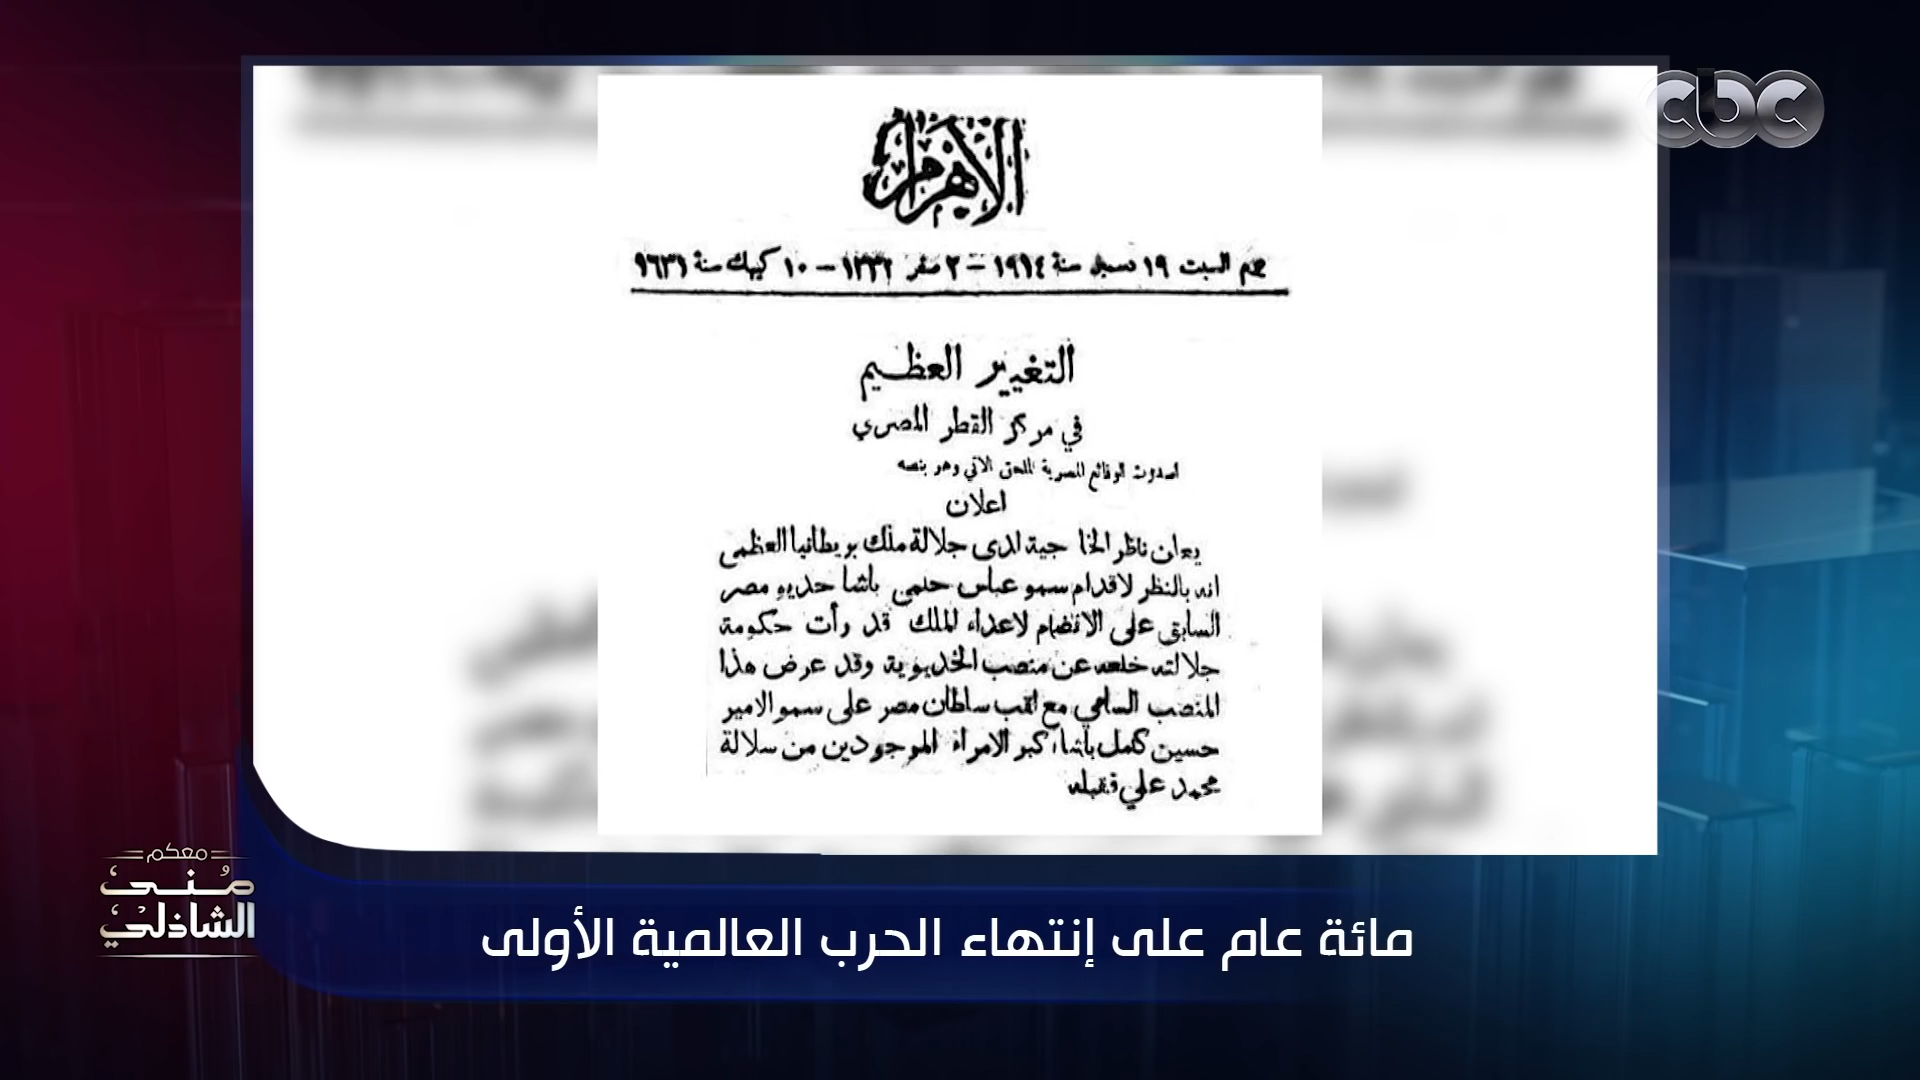 cbc
الاهرام
يوم السبت ١٩ دسمبر سنة ١٩١٤ – ٢ صفر ١٣٣٢ – ١٠ كيهك سنة ١٦٣١
التغيير العظيم
في مركز القطر المصري
اصدرت الوقائع المصرية الملحق الآتي وهو بنصه
اعلان
يعلن ناظر الخارجية لدى جلالة ملك بريطانيا العظمى
انه بالنظر لاقدام سمو عباس حلمي باشا خديو مصر
السابق على الانضمام لاعداء الملك قد رأت حكومة
جلالته خلعه عن منصب الخديوية وقد عرض هذا
المنصب السامي مع لقب سلطان مصر على سمو الامير
حسين كامل باشا اكبر الامراء الموجودين من سلالة
محمد علي فقبله
معكم
مُنى
الشاذلي
مائة عام على إنتهاء الحرب العالمية الأولى